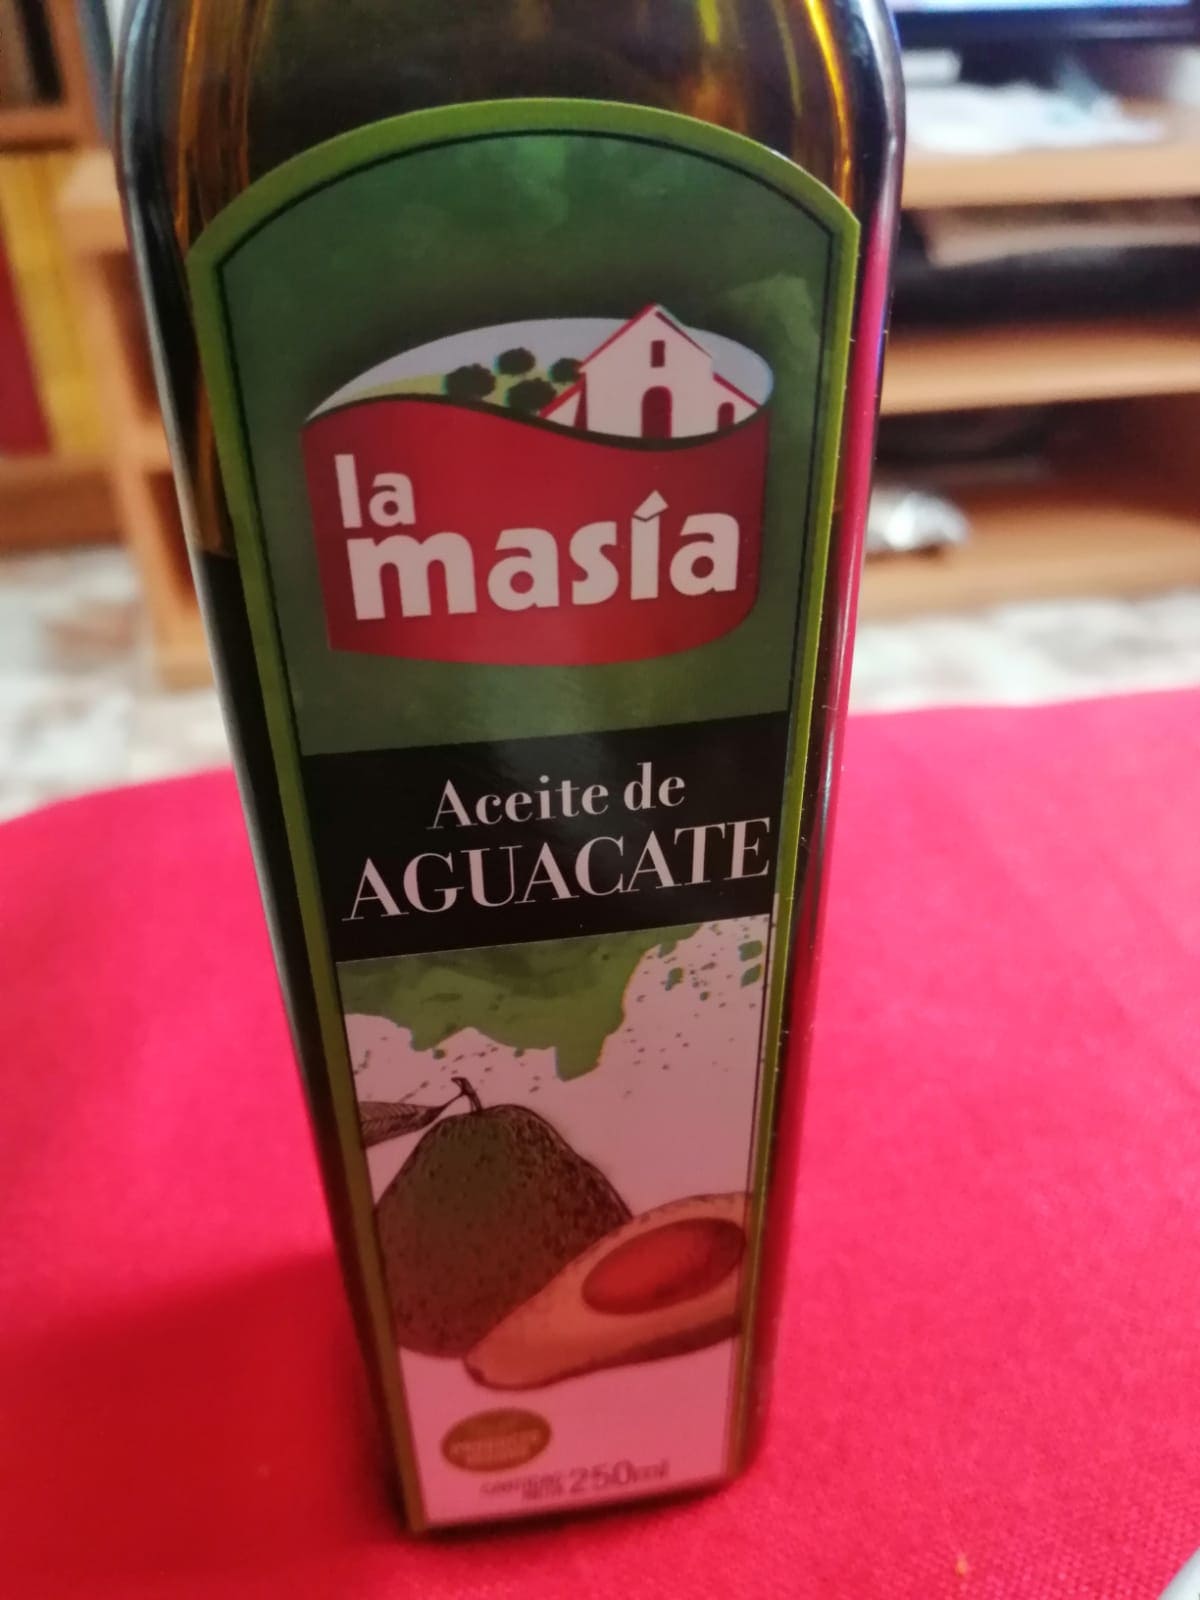 la
masía
Aceite de
AGUACATE
250ml